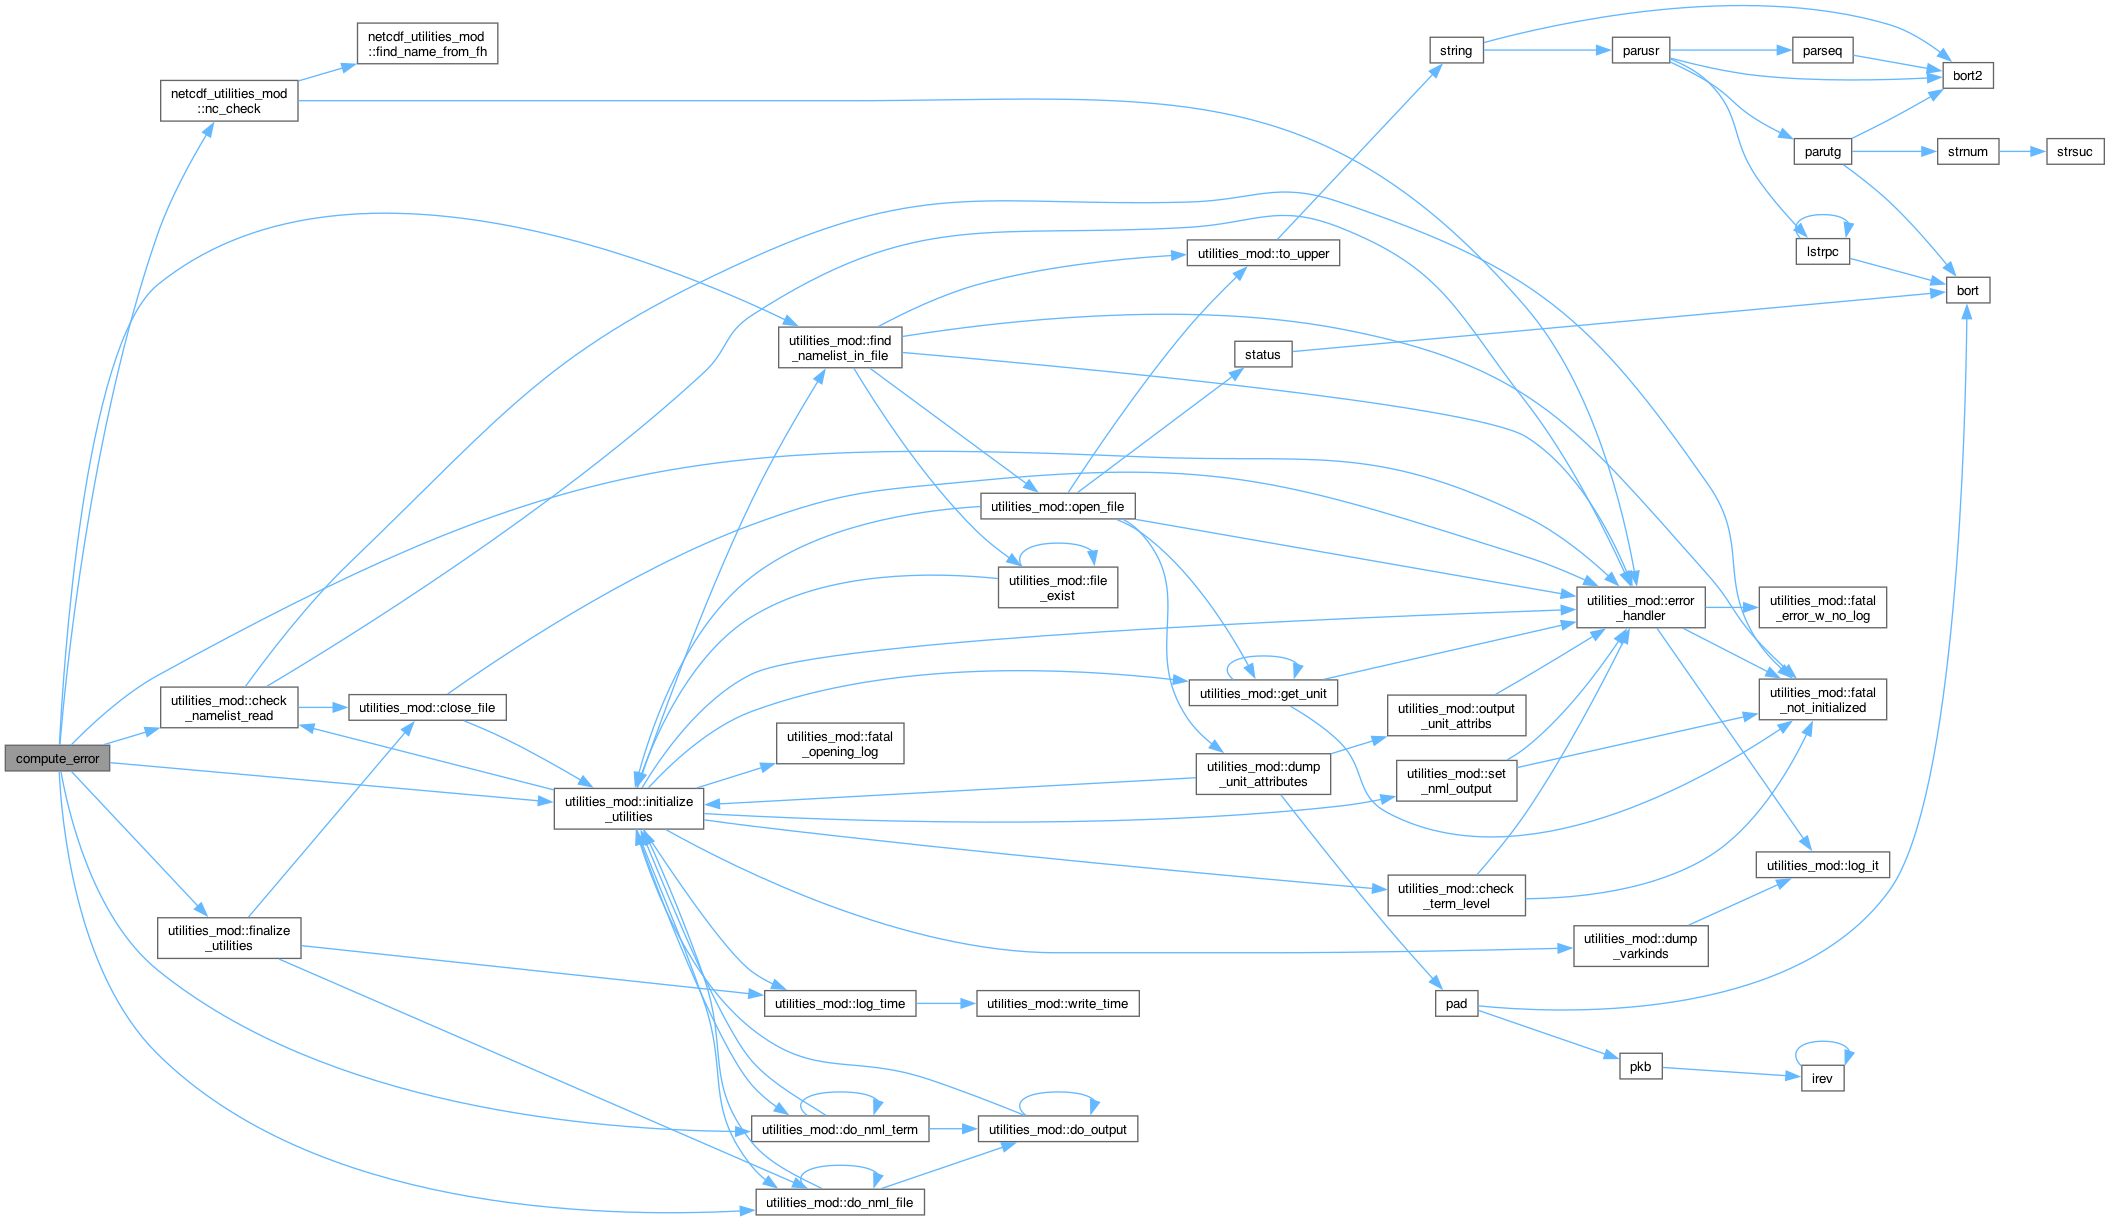 netcdf_utilities_mod
::find_name_from_fh
string
parusr
parseq
bort2
netcdf_utilities_mod
::nc_check
parutg
strnum
strsuc
utilities_mod::to_upper
lstrpc
bort
utilities_mod::find
_namelist_in_file
status
utilities_mod::open_file
utilities_mod::file
_exist
utilities_mod::error
_handler
utilities_mod::fatal
_error_w_no_log
utilities_mod::check
_namelist_read
utilities_mod::close_file
utilities_mod::get_unit
utilities_mod::output
_unit_attribs
utilities_mod::fatal
_not_initialized
compute_error
utilities_mod::fatal
_opening_log
utilities_mod::dump
_unit_attributes
utilities_mod::set
_nml_output
utilities_mod::initialize
_utilities
utilities_mod::log_it
utilities_mod::check
_term_level
utilities_mod::finalize
_utilities
utilities_mod::dump
_varkinds
utilities_mod::log_time
utilities_mod::write_time
pad
pkb
irev
utilities_mod::do_nml_term
utilities_mod::do_output
utilities_mod::do_nml_file